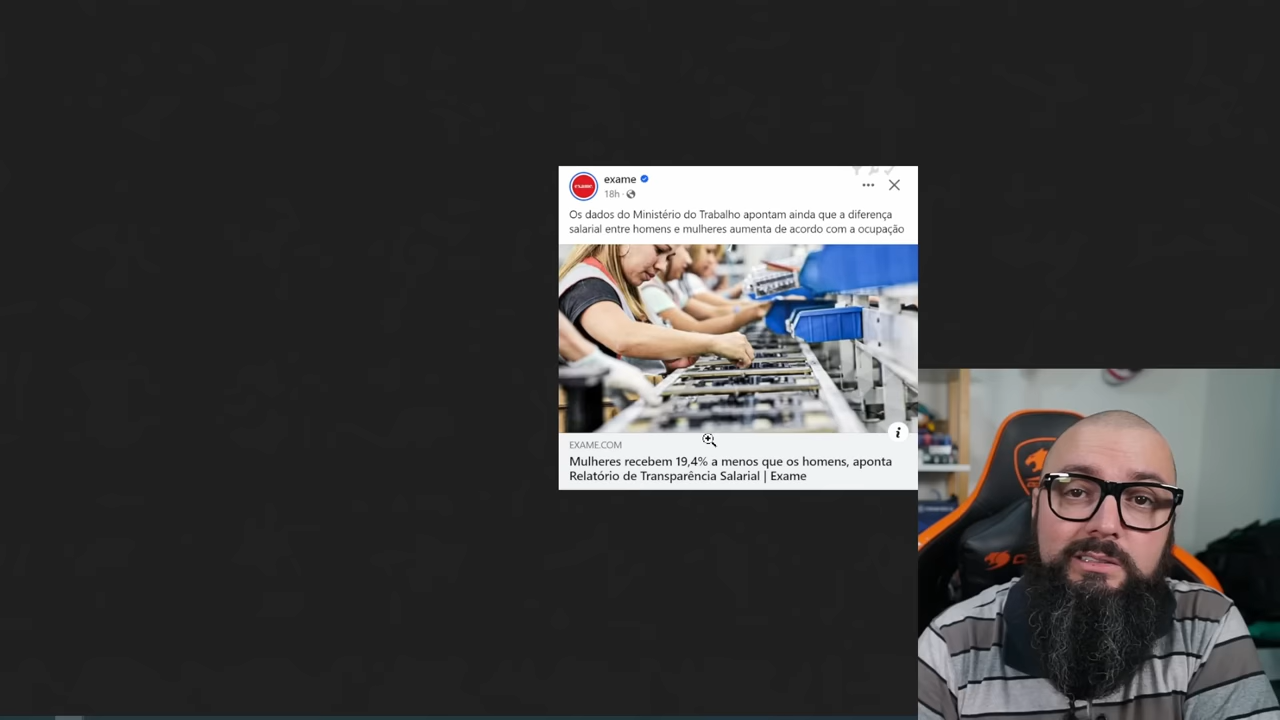 exame
18h
Os dados do Ministério do Trabalho apontam ainda que a diferença
salarial entre homens e mulheres aumenta de acordo com a ocupação
EXAME.COM
Mulheres recebem 19,4% a menos que os homens, aponta
Relatório de Transparência Salarial | Exame